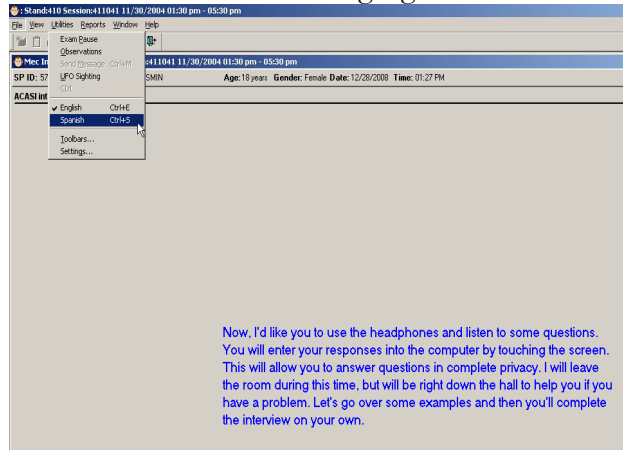 : Stand:410 Session:411041 11/30/2004 01:30 pm - 05:30 pm
File View Utilities Reports Window Help
Exam Pause
Observations
Send Message Ctrl+M
UFO Sighting
CDT
✓ English Ctrl+E
Spanish Ctrl+S
Toolbars...
Settings...
Mec In :411041 11/30/2004 01:30 pm - 05:30 pm
SP ID: 57 SMIN Age: 18 years Gender: Female Date: 12/28/2008 Time: 01:27 PM
ACASI int
Now, I'd like you to use the headphones and listen to some questions.
You will enter your responses into the computer by touching the screen.
This will allow you to answer questions in complete privacy. I will leave
the room during this time, but will be right down the hall to help you if you
have a problem. Let's go over some examples and then you'll complete
the interview on your own.